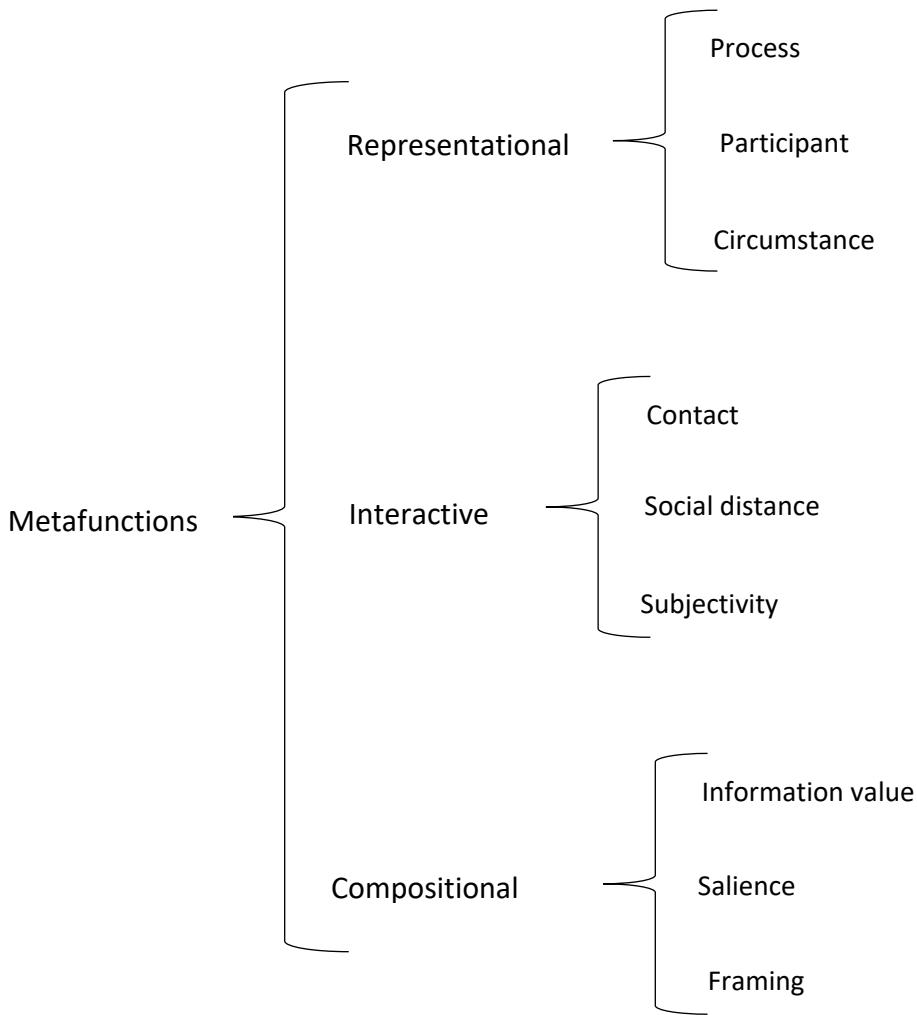 Metafunctions
Representational
Process
Participant
Circumstance
Interactive
Contact
Social distance
Subjectivity
Compositional
Information value
Salience
Framing